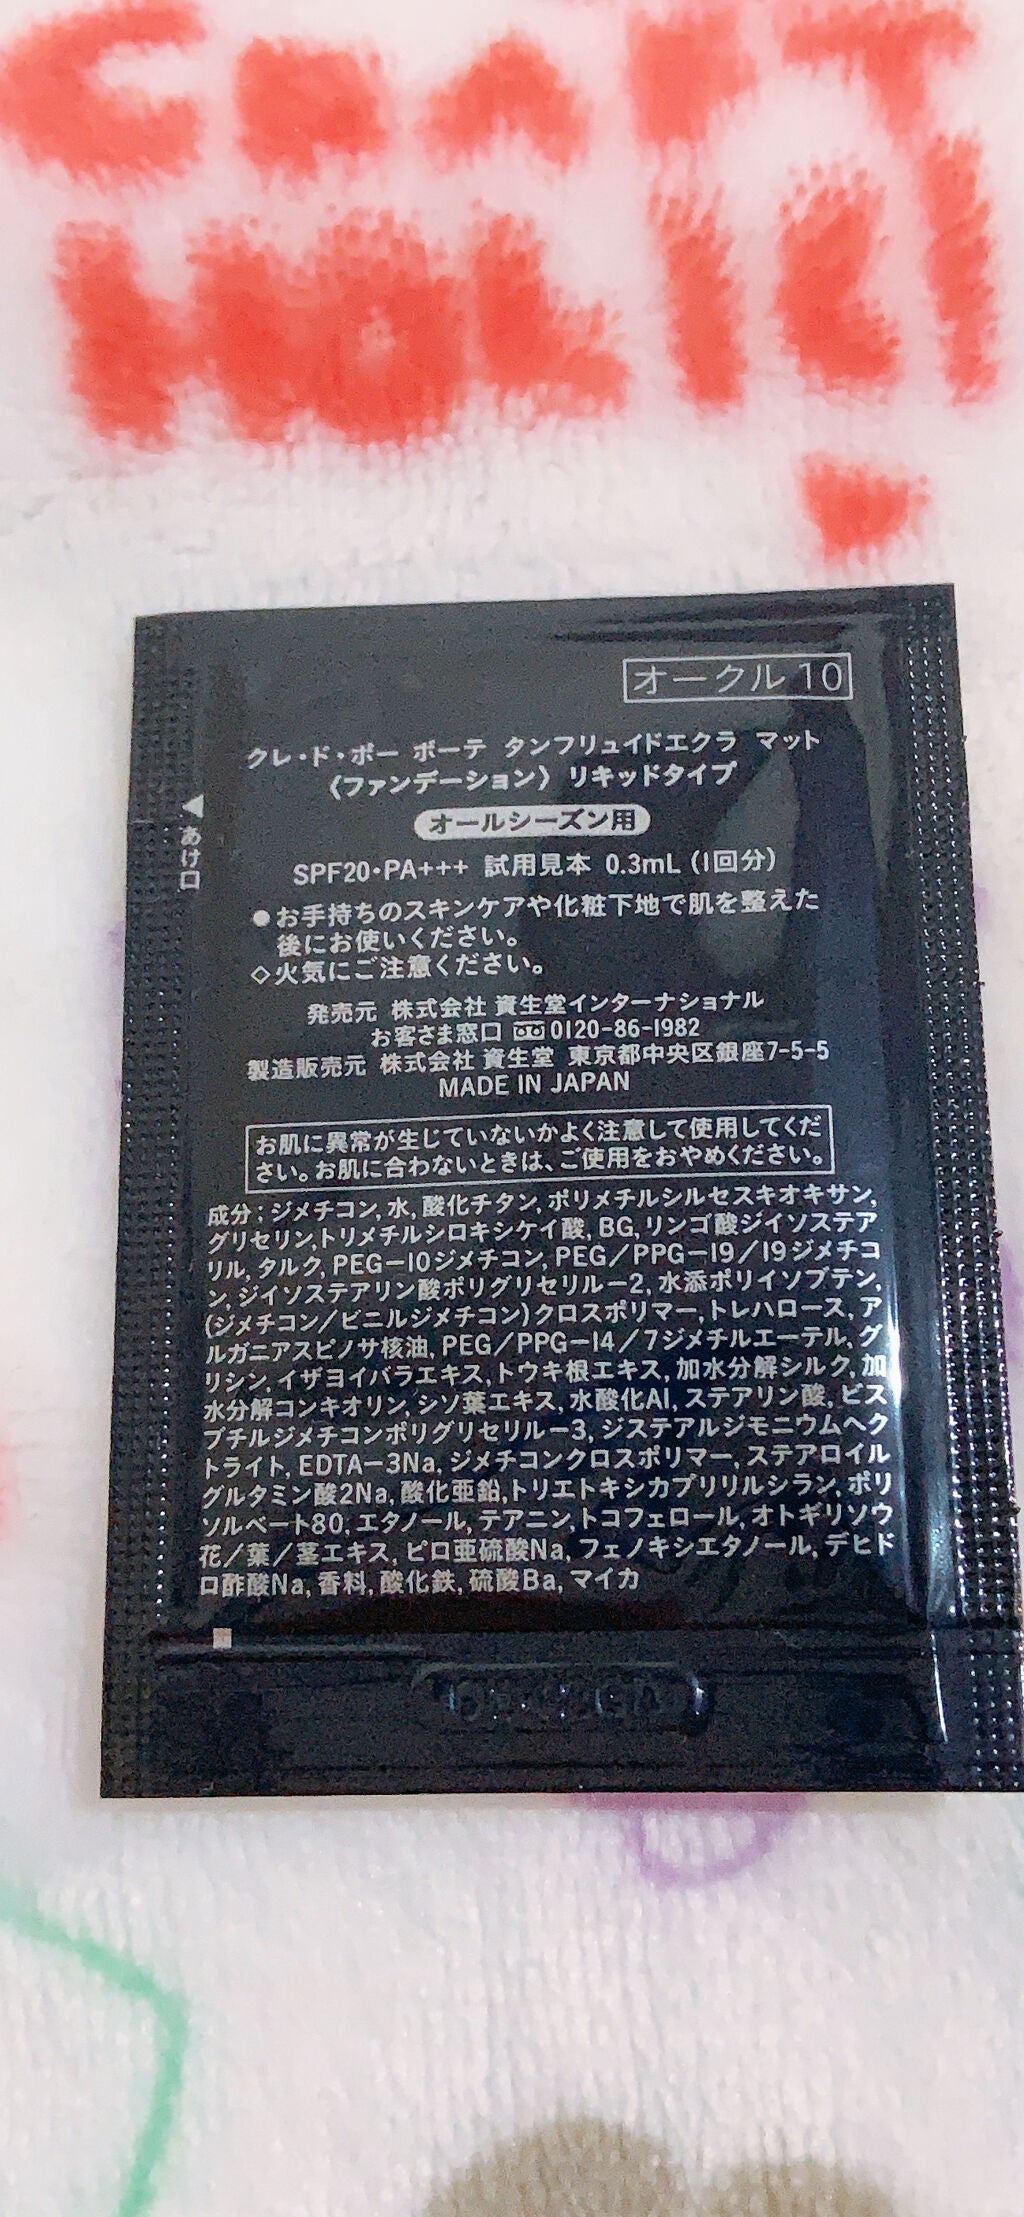 オークル 10
クレ・ド・ポー ボーテ タンフリュイドエクラ マット
〈ファンデーション〉 リキッドタイプ
オールシーズン用
SPF20・PA+++ 試用見本 0.3mL (1回分)
あけ口
●お手持ちのスキンケアや化粧下地で肌を整えた
後にお使いください。
◇火気にご注意ください。
発売元 株式会社 資生堂インターナショナル
お客さま窓口 0120-86-1982
製造販売元 株式会社 資生堂 東京都中央区銀座7-5-5
MADE IN JAPAN
お肌に異常が生じていないかよく注意して使用してくだ
さい。お肌に合わないときは、ご使用をおやめください。
成分：ジメチコン, 水, 酸化チタン, ポリメチルシルセスキオキサン,
グリセリン,トリメチルシロキシケイ酸, BG, リンゴ酸ジイソステア
リル, タルク, PEG-10ジメチコン, PEG／PPG-19／19ジメチコ
ン, ジイソステアリン酸ポリグリセリル-2, 水添ポリイソブテン,
(ジメチコン／ビニルジメチコン)クロスポリマー, トレハロース, ア
ルガニアスピノサ核油, PEG／PPG-14／7ジメチルエーテル, グ
リシン, イザヨイバラエキス, トウキ根エキス, 加水分解シルク, 加
水分解コンキオリン, シソ葉エキス, 水酸化Al, ステアリン酸, ビス
ブチルジメチコンポリグリセリル-3, ジステアルジモニウムヘク
トライト, EDTA-3Na, ジメチコンクロスポリマー, ステアロイル
グルタミン酸2Na, 酸化亜鉛,トリエトキシカプリリルシラン, ポリ
ソルベート80, エタノール, テアニン,トコフェロール, オトギリソウ
花／葉／茎エキス, ピロ亜硫酸Na, フェノキシエタノール, デヒド
ロ酢酸Na, 香料, 酸化鉄, 硫酸Ba, マイカ